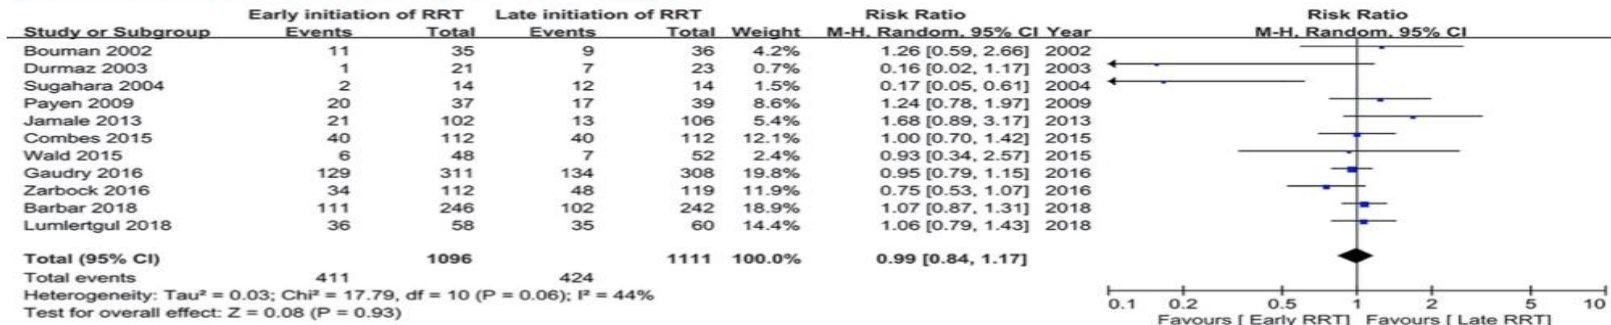 Early initiation of RRT Late initiation of RRT Risk Ratio Risk Ratio
Study or Subgroup Events Total Events Total Weight M-H, Random, 95% CI Year M-H, Random, 95% CI
Bouman 2002 11 35 9 36 4.2% 1.26 [0.59, 2.66] 2002
Durmaz 2003 1 21 7 23 0.7% 0.16 [0.02, 1.17] 2003
Sugahara 2004 2 14 12 14 1.5% 0.17 [0.05, 0.61] 2004
Payen 2009 20 37 17 39 8.6% 1.24 [0.78, 1.97] 2009
Jamale 2013 21 102 13 106 5.4% 1.68 [0.89, 3.17] 2013
Combes 2015 40 112 40 112 12.1% 1.00 [0.70, 1.42] 2015
Wald 2015 6 48 7 52 2.4% 0.93 [0.34, 2.57] 2015
Gaudry 2016 129 311 134 308 19.8% 0.95 [0.79, 1.15] 2016
Zarbock 2016 34 112 48 119 11.9% 0.75 [0.53, 1.07] 2016
Barbar 2018 111 246 102 242 18.9% 1.07 [0.87, 1.31] 2018
Lumlertgul 2018 36 58 35 60 14.4% 1.06 [0.79, 1.43] 2018
Total (95% CI) 1096 1111 100.0% 0.99 [0.84, 1.17]
Total events 411 424
Heterogeneity: Tau² = 0.03; Chi² = 17.79, df = 10 (P = 0.06); I² = 44%
Test for overall effect: Z = 0.08 (P = 0.93)
0.1 0.2 0.5 1 2 5 10
Favours [ Early RRT] Favours [ Late RRT]